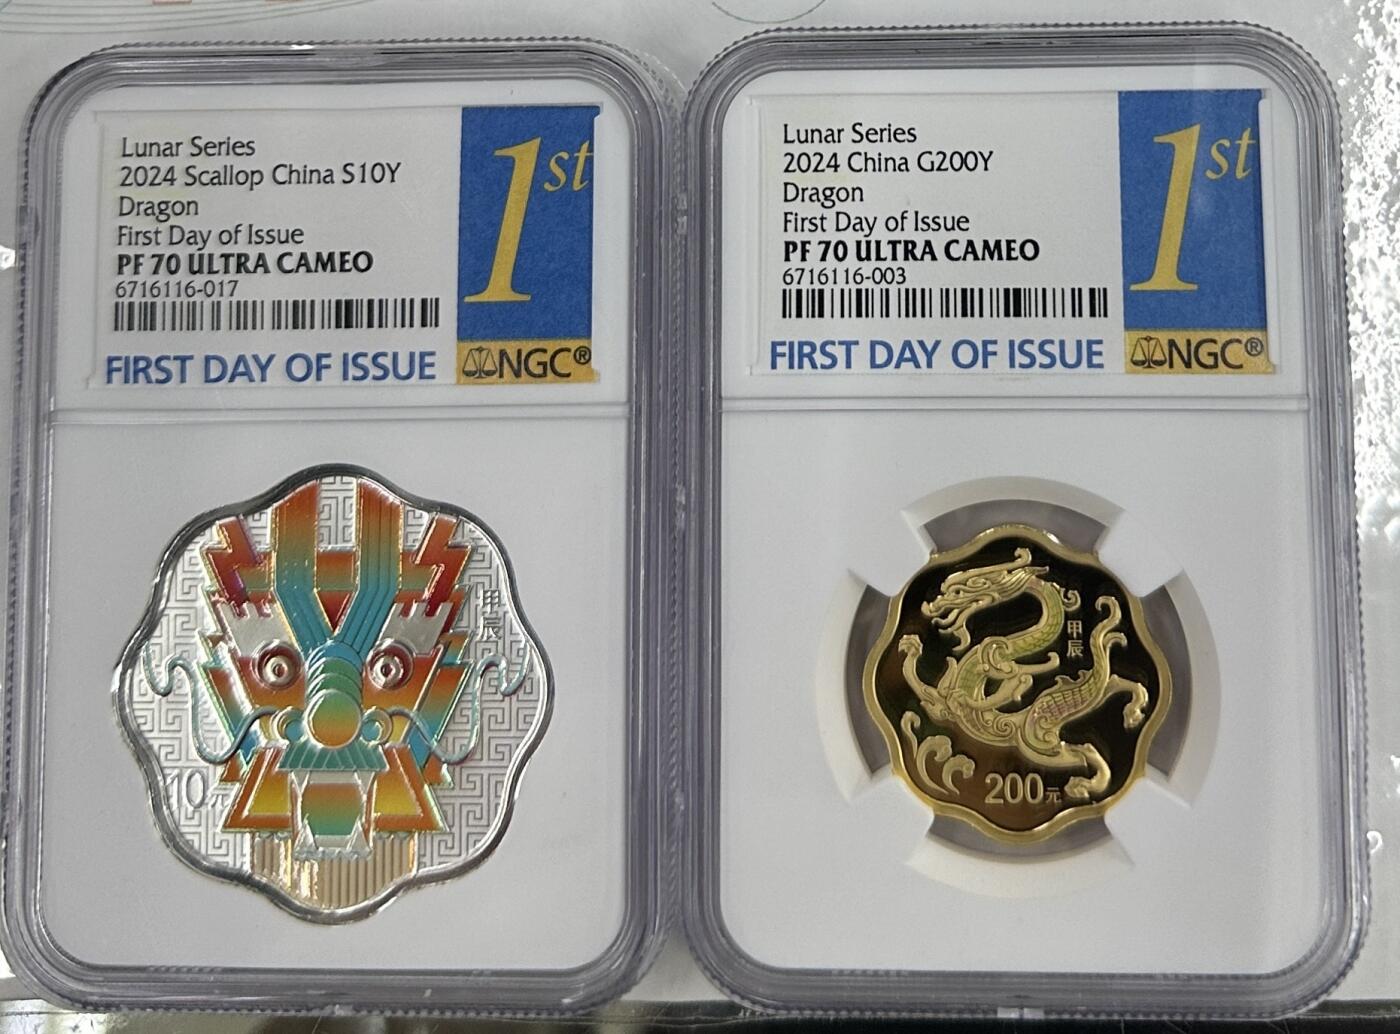 Lunar Series
2024 Scallop China S10Y
Dragon
First Day of Issue
PF 70 ULTRA CAMEO
6716116-017
FIRST DAY OF ISSUE
1st
NGC®
甲辰
10元
Lunar Series
2024 China G200Y
Dragon
First Day of Issue
PF 70 ULTRA CAMEO
6716116-003
FIRST DAY OF ISSUE
1st
NGC®
甲辰
200元